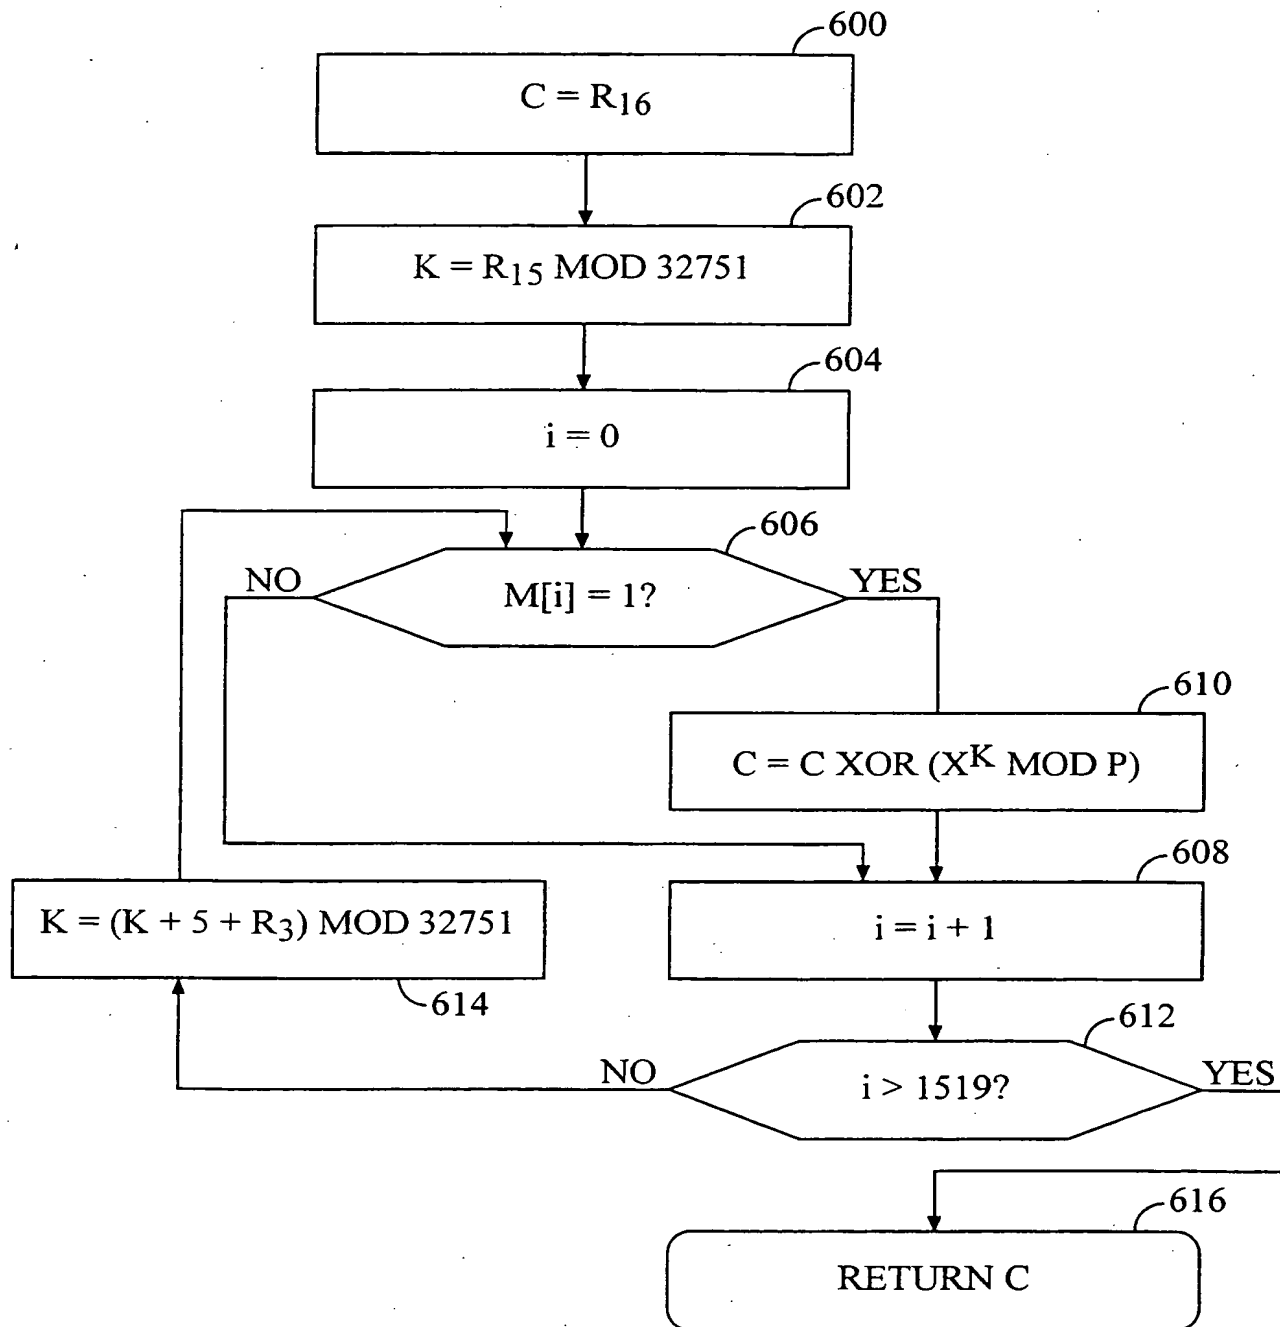 600
C = R16
602
K = R15 MOD 32751
604
i = 0
606
NO
YES
M[i] = 1?
610
C = C XOR (X^K MOD P)
608
K = (K + 5 + R3) MOD 32751
i = i + 1
614
612
NO
YES
i > 1519?
616
RETURN C